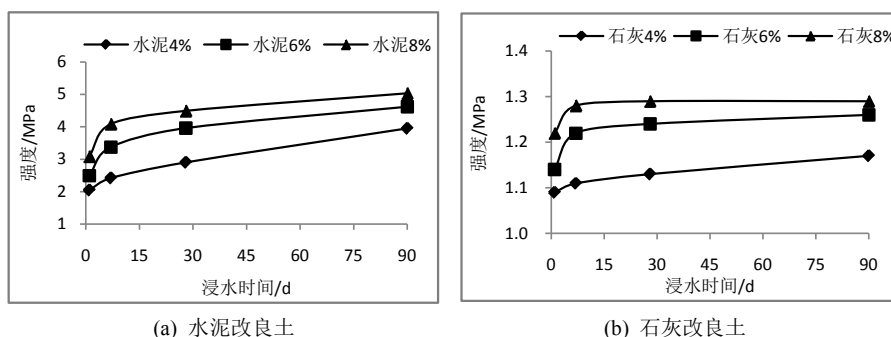 水泥4% 水泥6% 水泥8%
6
5
4
3
2
1
强度/MPa
0 15 30 45 60 75 90
浸水时间/d
(a) 水泥改良土
石灰4% 石灰6% 石灰8%
1.4
1.3
1.2
1.1
1.0
强度/MPa
0 15 30 45 60 75 90
浸水时间/d
(b) 石灰改良土